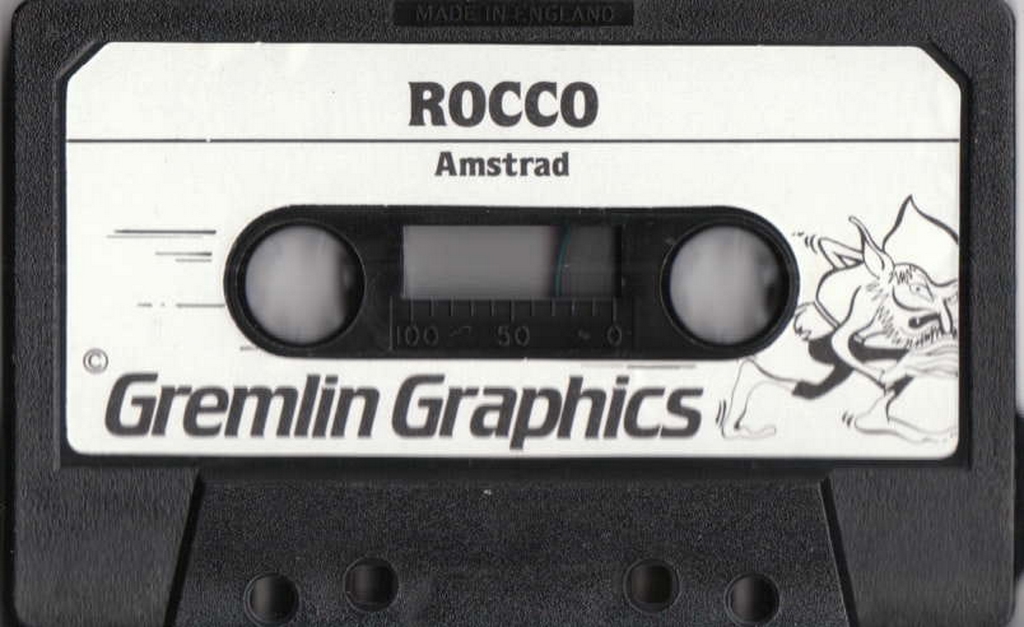 MADE IN ENGLAND
ROCCO
Amstrad
100 50 0
©
Gremlin Graphics